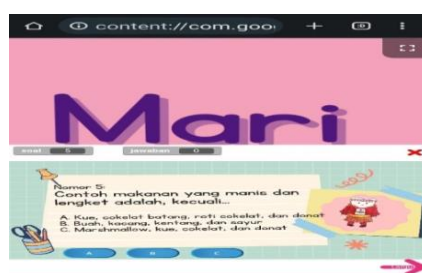 content://com.goo
Mari
soal 5 jawaban 0
Nomor 5:
Contoh makanan yang manis dan
lengket adalah, kecuali...
A. Kue, cokelat batang, roti cokelat, dan donat
B. Buah, kacang, kentang, dan sayur
C. Marshmallow, kue, cokelat, dan donat
A B C